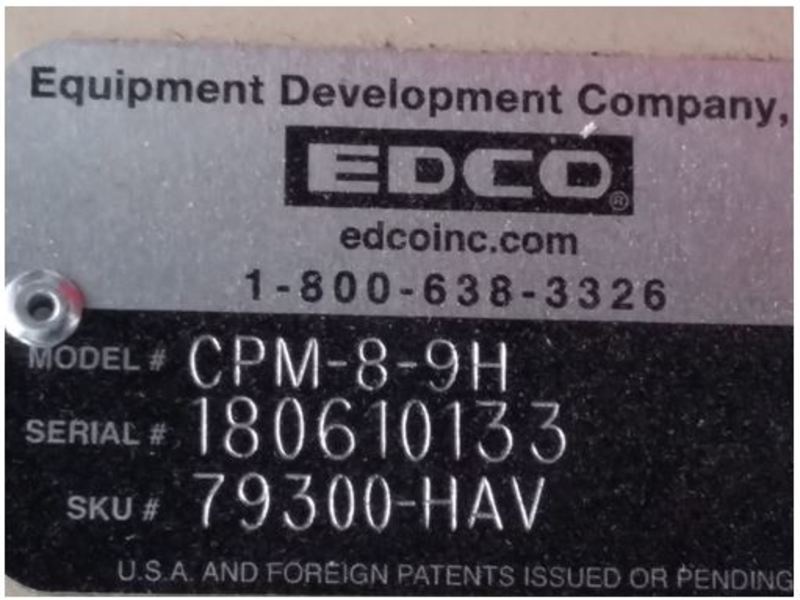 Equipment Development Company,
EDCO®
edcoinc.com
1-800-638-3326
MODEL # CPM-8-9H
SERIAL # 180610133
SKU # 79300-HAV
U.S.A. AND FOREIGN PATENTS ISSUED OR PENDING